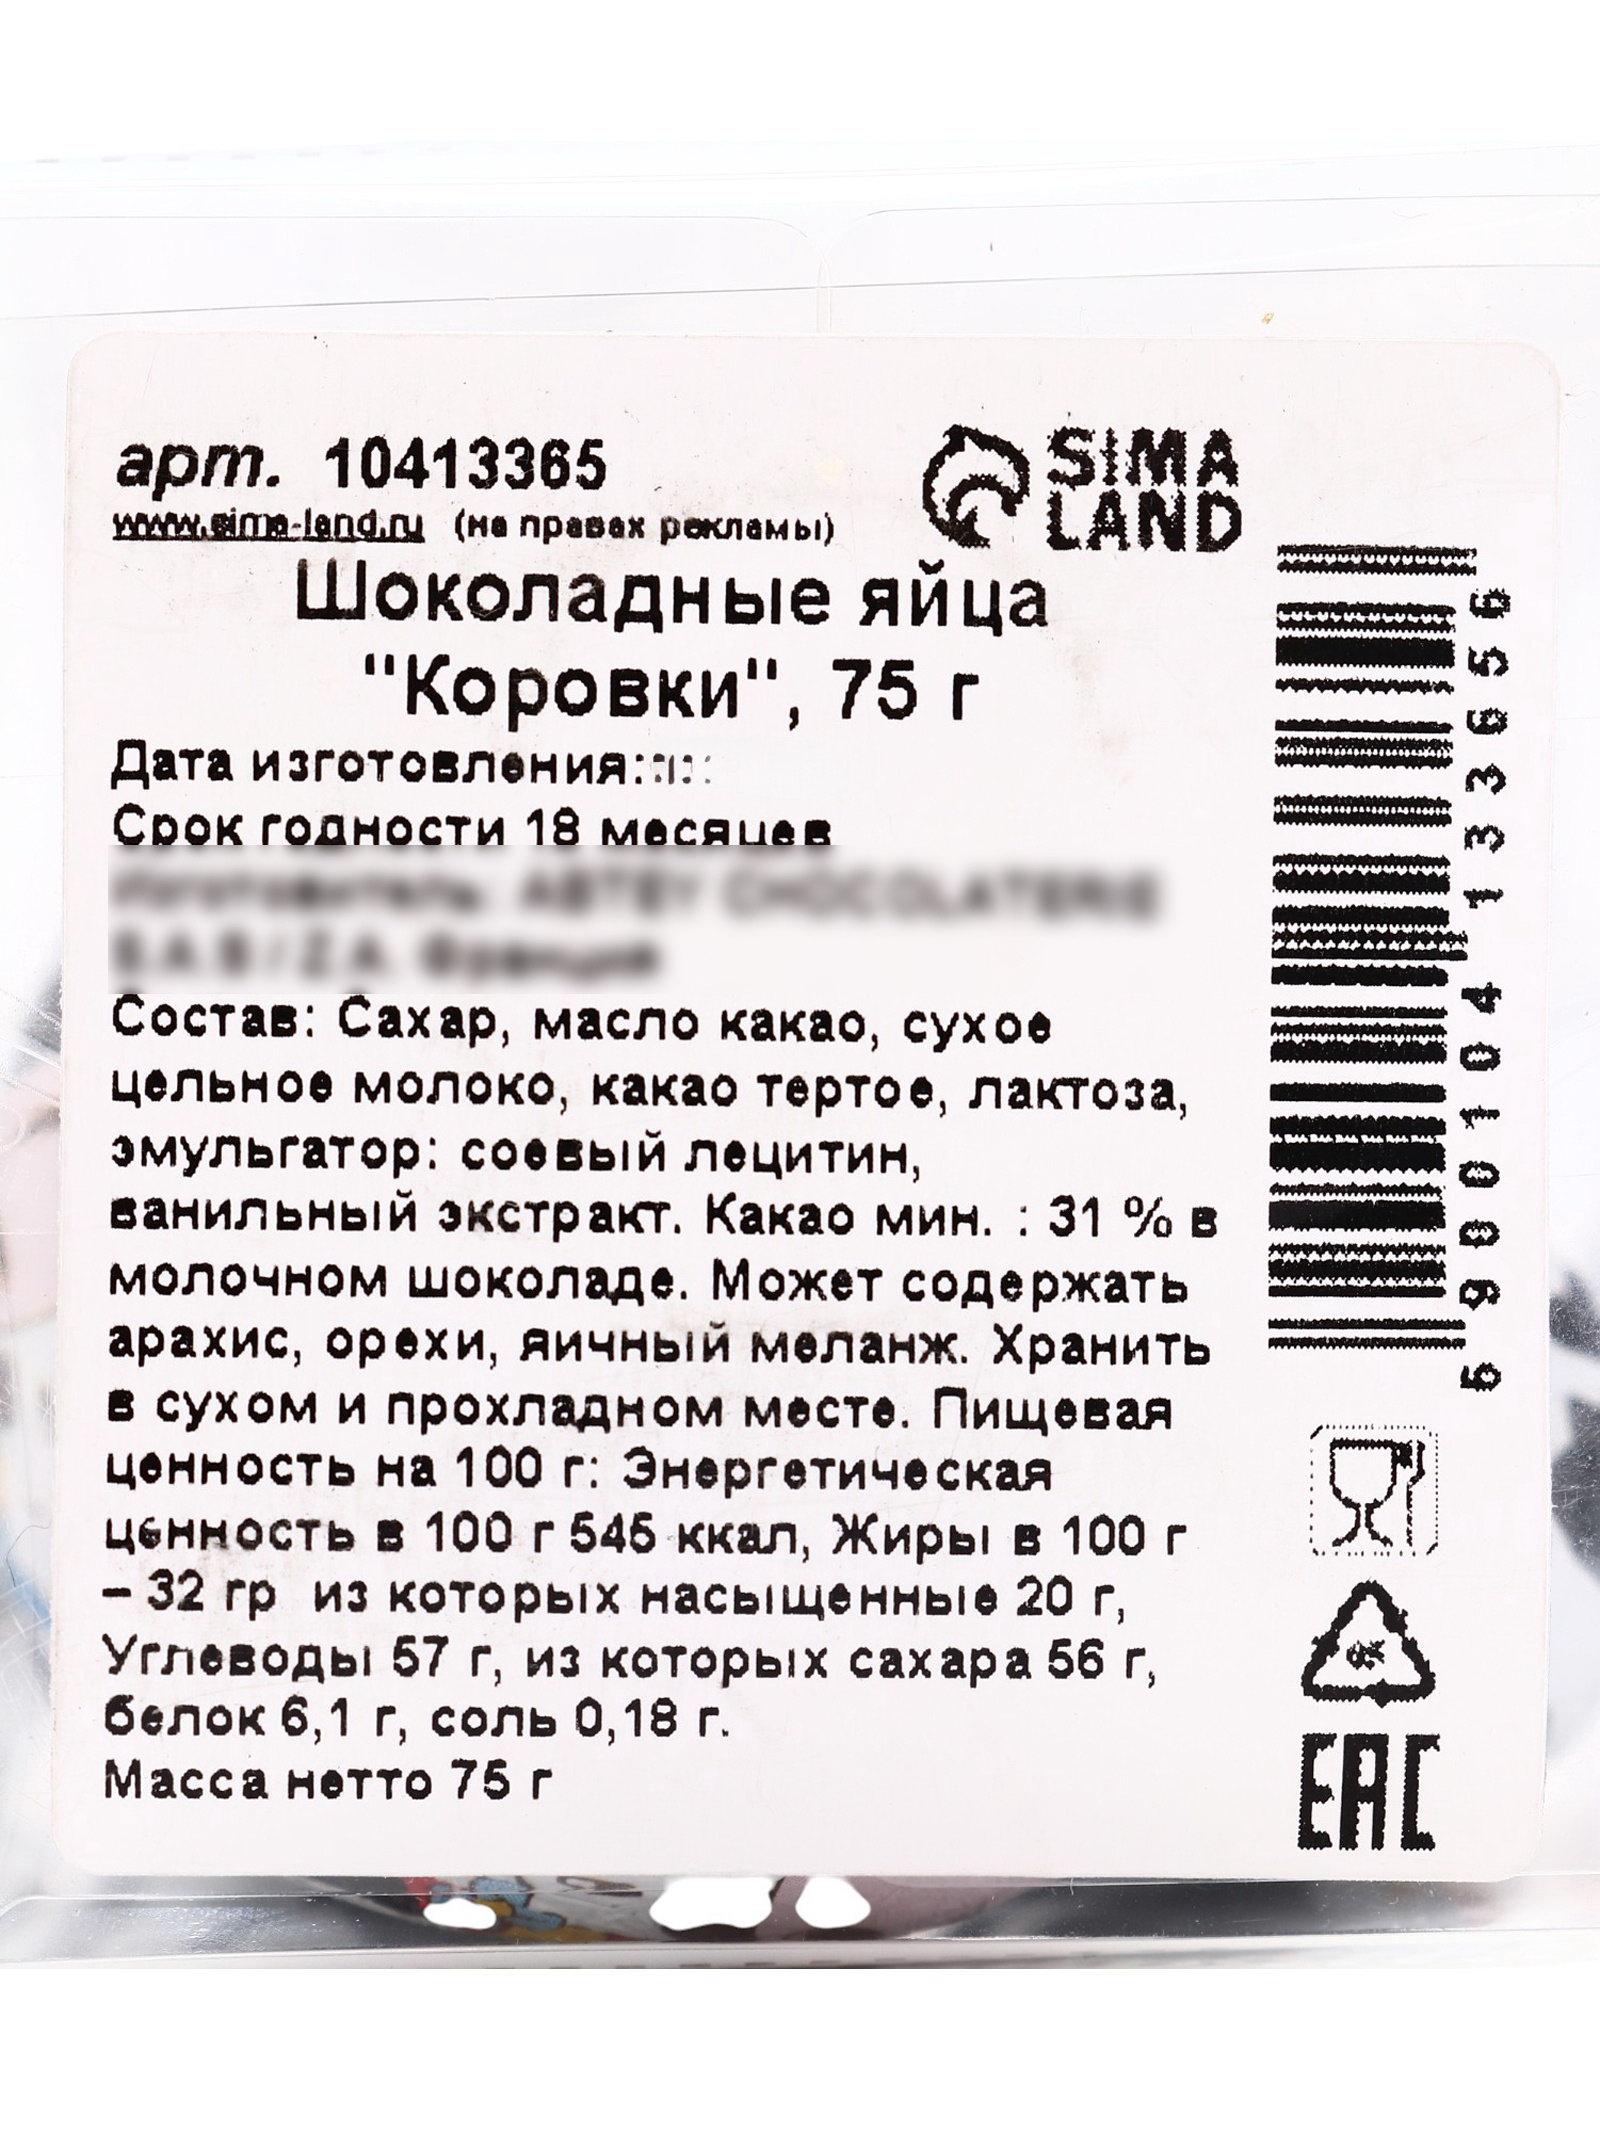 арт. 10413365
www.sima-land.ru (на правах рекламы)
SIMA
LAND
Шоколадные яйца
"Коровки", 75 г
Дата изготовления:
Срок годности 18 месяцев
Состав: Сахар, масло какао, сухое
цельное молоко, какао тертое, лактоза,
эмульгатор: соевый лецитин,
ванильный экстракт. Какао мин. : 31 % в
молочном шоколаде. Может содержать
арахис, орехи, яичный меланж. Хранить
в сухом и прохладном месте. Пищевая
ценность на 100 г: Энергетическая
ценность в 100 г 545 ккал, Жиры в 100 г
– 32 гр из которых насыщенные 20 г,
Углеводы 57 г, из которых сахара 56 г,
белок 6,1 г, соль 0,18 г.
Масса нетто 75 г
5900104133656
EAC